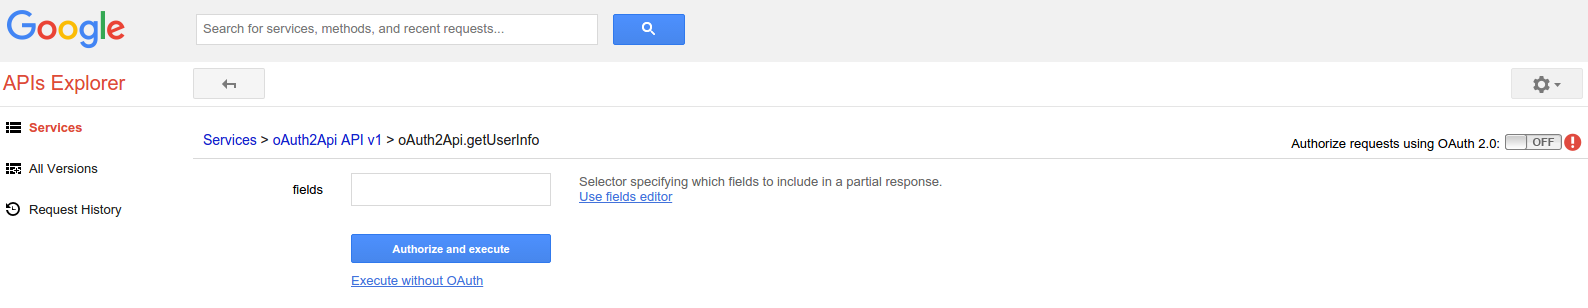 Google
Search for services, methods, and recent requests...
APIs Explorer
Services
All Versions
Request History
Services > oAuth2Api API v1 > oAuth2Api.getUserInfo
Authorize requests using OAuth 2.0: OFF
fields
Selector specifying which fields to include in a partial response.
Use fields editor
Authorize and execute
Execute without OAuth